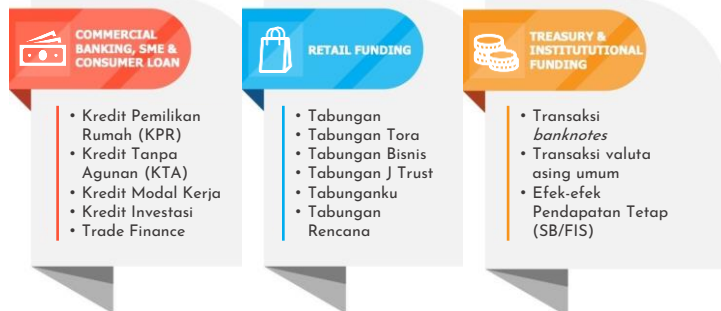 COMMERCIAL
BANKING, SME &
CONSUMER LOAN
• Kredit Pemilikan
Rumah (KPR)
• Kredit Tanpa
Agunan (KTA)
• Kredit Modal Kerja
• Kredit Investasi
• Trade Finance
RETAIL FUNDING
• Tabungan
• Tabungan Tora
• Tabungan Bisnis
• Tabungan J Trust
• Tabunganku
• Tabungan
Rencana
TREASURY &
INSTITUTUTIONAL
FUNDING
• Transaksi
banknotes
• Transaksi valuta
asing umum
• Efek-efek
Pendapatan Tetap
(SB/FIS)